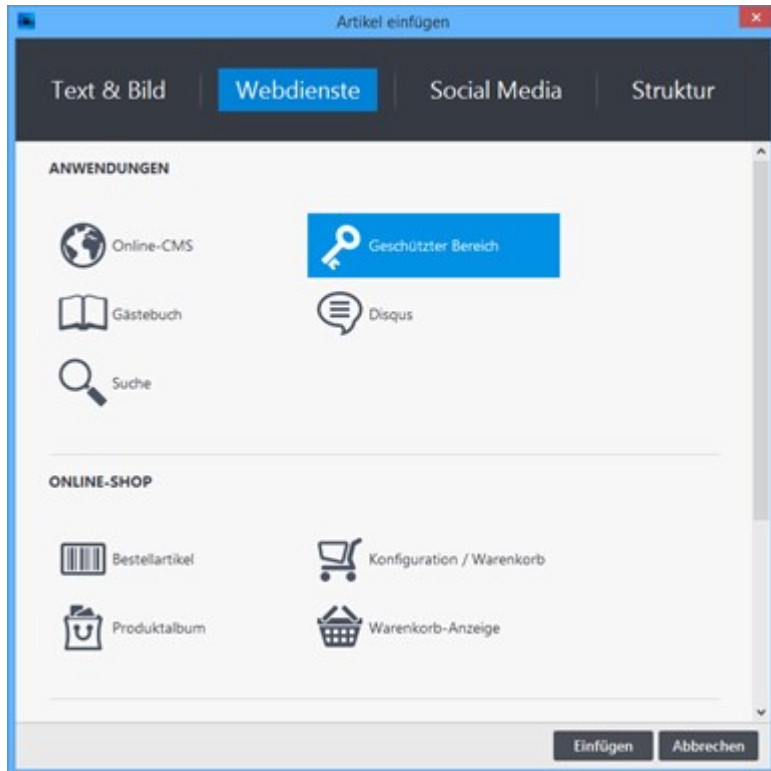 Artikel einfügen
Text & Bild Webdienste Social Media Struktur
ANWENDUNGEN
Online-CMS Geschützter Bereich
Gästebuch Disqus
Suche
ONLINE-SHOP
Bestellartikel Konfiguration / Warenkorb
Produktalbum Warenkorb-Anzeige
Einfügen Abbrechen